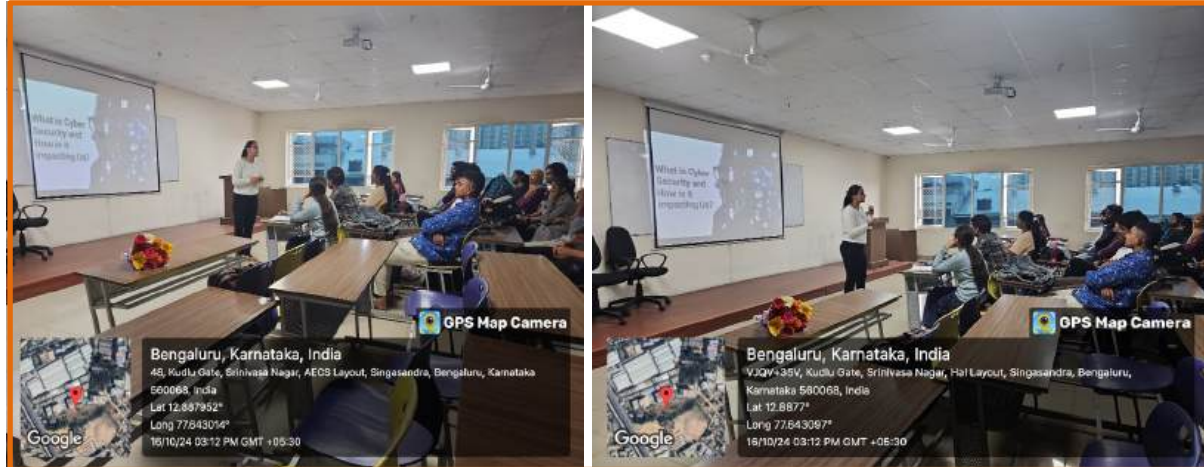 What is Cyber
Security and
How is it
Impacting Us?
GPS Map Camera
Bengaluru, Karnataka, India
48, Kudlu Gate, Srinivasa Nagar, AECS Layout, Singasandra, Bengaluru, Karnataka
560068, India
Lat 12.887952°
Long 77.643014°
16/10/24 03:12 PM GMT +05:30
Google
What is Cyber
Security and
How is it
Impacting Us?
GPS Map Camera
Bengaluru, Karnataka, India
VJQV+35V, Kudlu Gate, Srinivasa Nagar, Hal Layout, Singasandra, Bengaluru,
Karnataka 560068, India
Lat 12.8877°
Long 77.643097°
16/10/24 03:12 PM GMT +05:30
Google